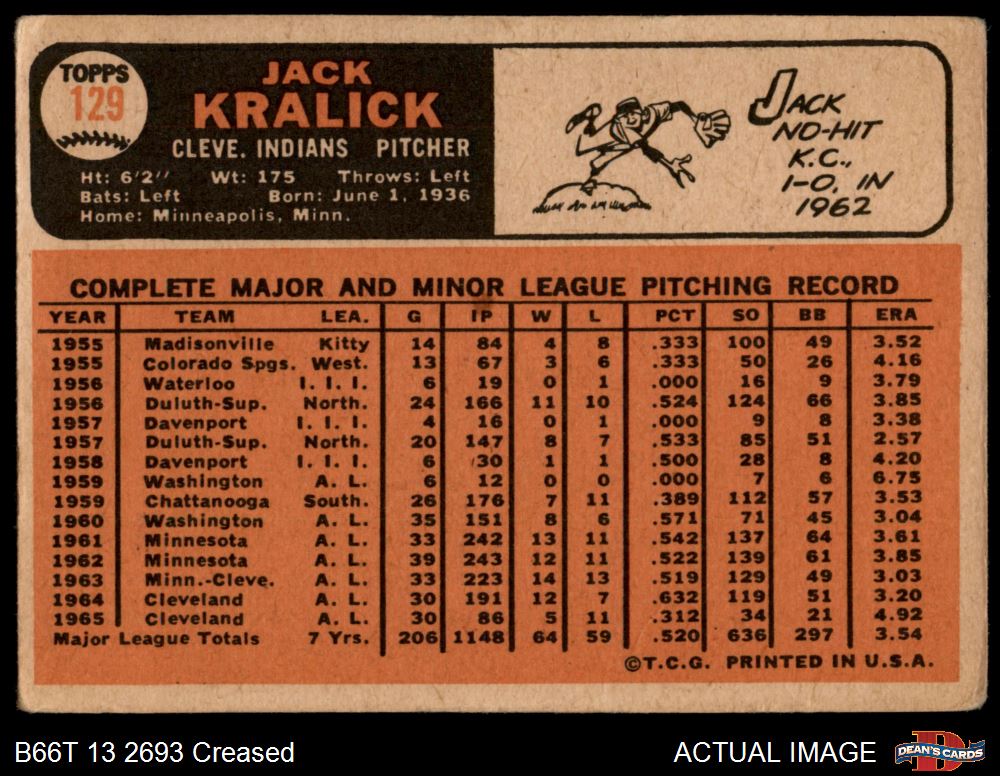 TOPPS
129
JACK
KRALICK
CLEVE. INDIANS PITCHER
Ht: 6'2" Wt: 175 Throws: Left
Bats: Left Born: June 1, 1936
Home: Minneapolis, Minn.
JACK
NO-HIT
K.C.,
1-0, IN
1962
COMPLETE MAJOR AND MINOR LEAGUE PITCHING RECORD
YEAR TEAM LEA. G IP W L PCT SO BB ERA
1955 Madisonville Kitty 14 84 4 8 .333 100 49 3.52
1955 Colorado Spgs. West. 13 67 3 6 .333 50 26 4.16
1956 Waterloo I. I. I. 6 19 0 1 .000 16 9 3.79
1956 Duluth-Sup. North. 24 166 11 10 .524 124 66 3.85
1957 Davenport I. I. I. 4 16 0 1 .000 9 8 3.38
1957 Duluth-Sup. North. 20 147 8 7 .533 85 51 2.57
1958 Davenport I. I. I. 6 30 1 1 .500 28 8 4.20
1959 Washington A. L. 6 12 0 0 .000 7 6 6.75
1959 Chattanooga South. 26 176 7 11 .389 112 57 3.53
1960 Washington A. L. 35 151 8 6 .571 71 45 3.04
1961 Minnesota A. L. 33 242 13 11 .542 137 64 3.61
1962 Minnesota A. L. 39 243 12 11 .522 139 61 3.85
1963 Minn.-Cleve. A. L. 33 223 14 13 .519 129 49 3.03
1964 Cleveland A. L. 30 191 12 7 .632 119 51 3.20
1965 Cleveland A. L. 30 86 5 11 .312 34 21 4.92
Major League Totals 7 Yrs. 206 1148 64 59 .520 636 297 3.54
©T.C.G. PRINTED IN U.S.A.
B66T 13 2693 Creased
ACTUAL IMAGE
DEAN'S CARDS